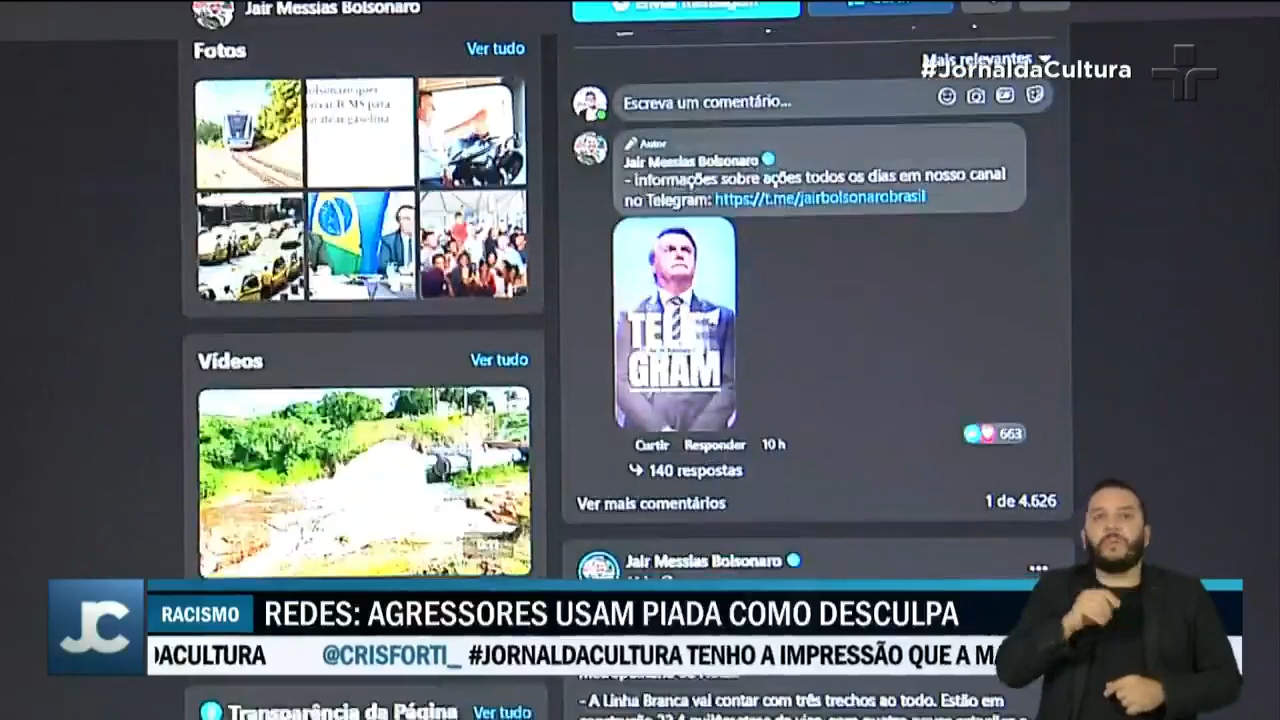 Jair Messias Bolsonaro
Fotos
Ver tudo
Mais relevantes
#JornaldaCultura
Escreva um comentário...
Autor
Jair Messias Bolsonaro
- Informações sobre ações todos os dias em nosso canal
no Telegram: https://t.me/jairbolsonarobrasil
TELE
GRAM
Curtir Responder 10 h
663
140 respostas
Ver mais comentários
1 de 4.626
Vídeos
Ver tudo
Jair Messias Bolsonaro
JC
RACISMO
REDES: AGRESSORES USAM PIADA COMO DESCULPA
DACULTURA @CRISFORTI_ #JORNALDACULTURA TENHO A IMPRESSÃO QUE A MA
Transparência da Página
Ver tudo
- A Linha Branca vai contar com três trechos ao todo. Estão em